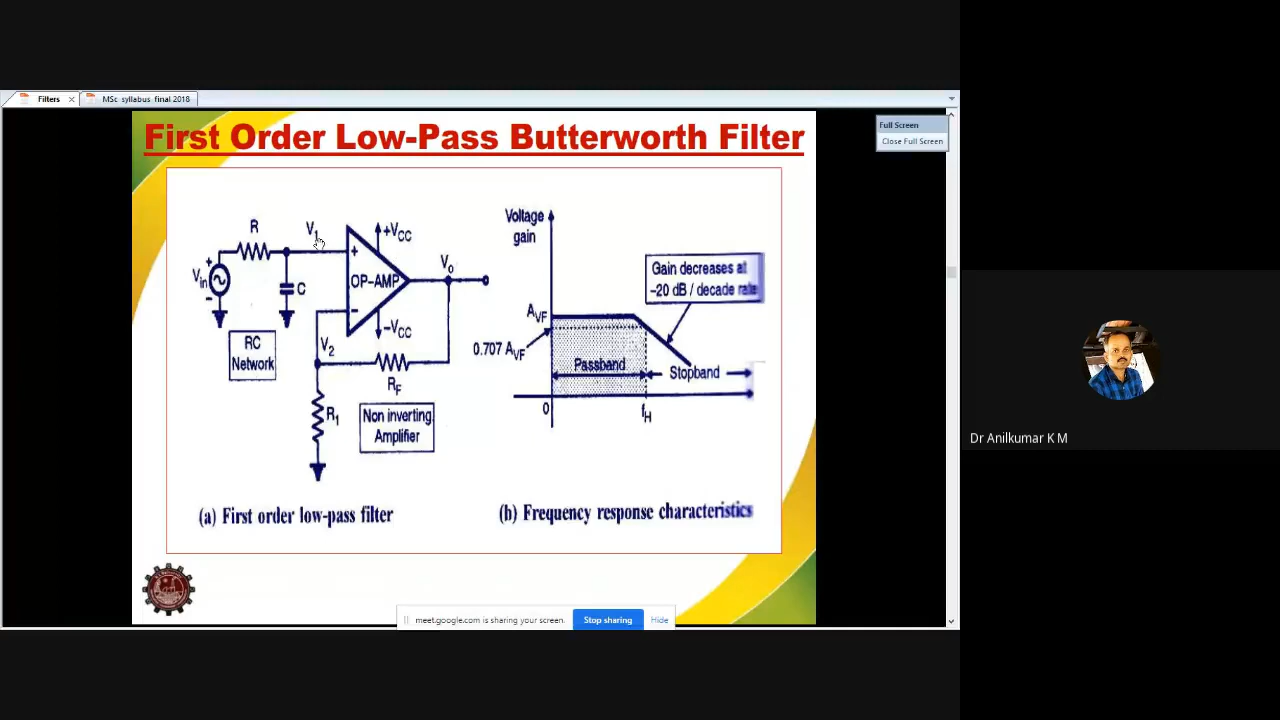 Filters
MSc syllabus final 2018
Full Screen
Close Full Screen
First Order Low-Pass Butterworth Filter
R
V1
+VCC
+
Vin
+
−
C
OP-AMP
−
Vo
−VCC
V2
RC
Network
RF
R1
Non inverting
Amplifier
(a) First order low-pass filter
Voltage
gain
Gain decreases at
-20 dB / decade rate
AVF
0.707 AVF
Passband
Stopband
0
fH
(b) Frequency response characteristics
meet.google.com is sharing your screen.
Stop sharing
Hide
Dr Anilkumar K M